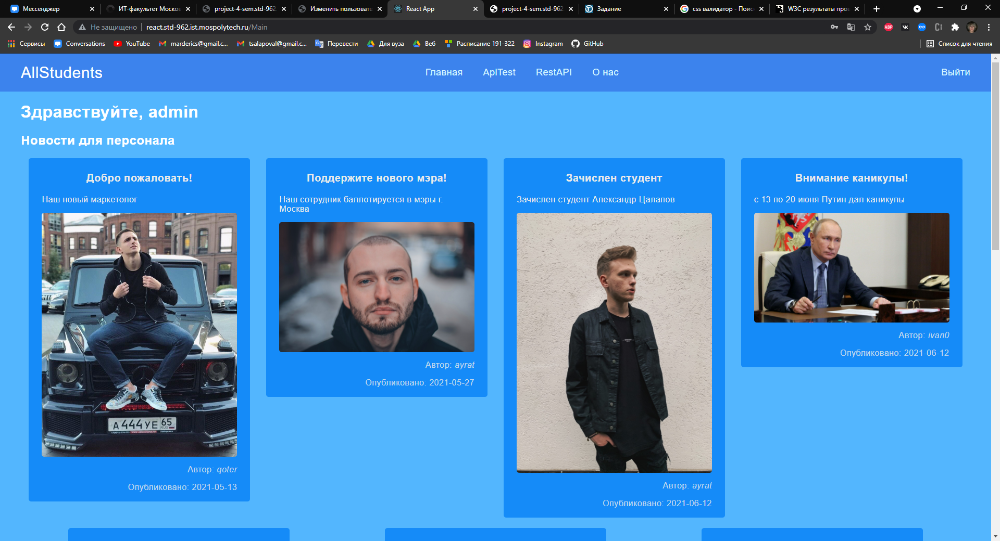 Мессенджер
ИТ-факультет Москов
project-4-sem.std-962
Изменить пользовате
React App
project-4-sem.std-962
Задание
css валидатор - Поис
W3C результаты про
Не защищено
react.std-962.ist.mospolytech.ru/Main
ABP
Сервисы
Conversations
YouTube
marderics@gmail.c...
tsalapoval@gmail.c...
Перевести
Для вуза
Веб
Расписание 191-322
Instagram
GitHub
Список для чтения
AllStudents
Главная
ApiTest
RestAPI
О нас
Выйти
Здравствуйте, admin
Новости для персонала
Добро пожаловать!
Наш новый маркетолог
А444УЕ 65
RUS
Автор: qoter
Опубликовано: 2021-05-13
Поддержите нового мэра!
Наш сотрудник баллотируется в мэры г.
Москва
Автор: ayrat
Опубликовано: 2021-05-27
Зачислен студент
Зачислен студент Александр Цалапов
Автор: ayrat
Опубликовано: 2021-06-12
Внимание каникулы!
с 13 по 20 июня Путин дал каникулы
Автор: ivan0
Опубликовано: 2021-06-12